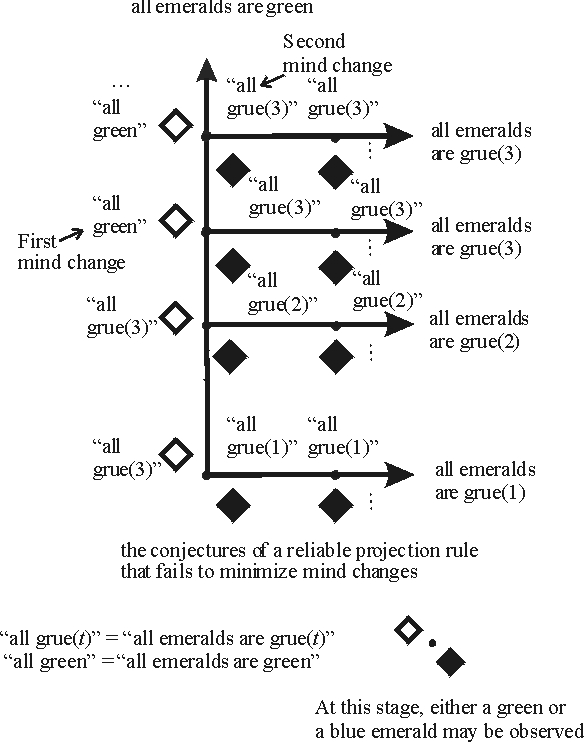 all emeralds are green
Second
mind change
...
“all
green”
“all
grue(3)”
“all
grue(3)”
all emeralds
are grue(3)
“all
green”
“all
grue(3)”
“all
grue(3)”
First
mind change
all emeralds
are grue(3)
“all
grue(3)”
“all
grue(2)”
“all
grue(2)”
all emeralds
are grue(2)
“all
grue(3)”
“all
grue(1)”
“all
grue(1)”
all emeralds
are grue(1)
the conjectures of a reliable projection rule
that fails to minimize mind changes
“all grue(t)” = “all emeralds are grue(t)”
“all green” = “all emeralds are green”
At this stage, either a green or
a blue emerald may be observed